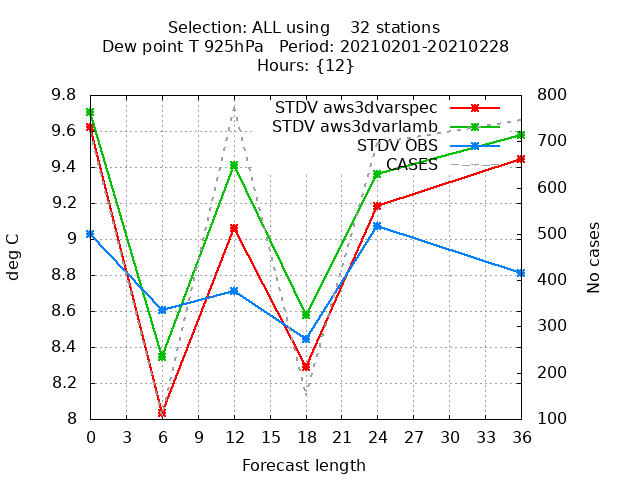 Selection: ALL using    32 stations
Dew point T 925hPa   Period: 20210201-20210228
Hours: {12}
STDV aws3dvarspec
STDV aws3dvarlamb
STDV OBS
CASES
deg C
9.8
9.6
9.4
9.2
9
8.8
8.6
8.4
8.2
8
800
700
600
500
400
300
200
100
No cases
0 3 6 9 12 15 18 21 24 27 30 33 36
Forecast length